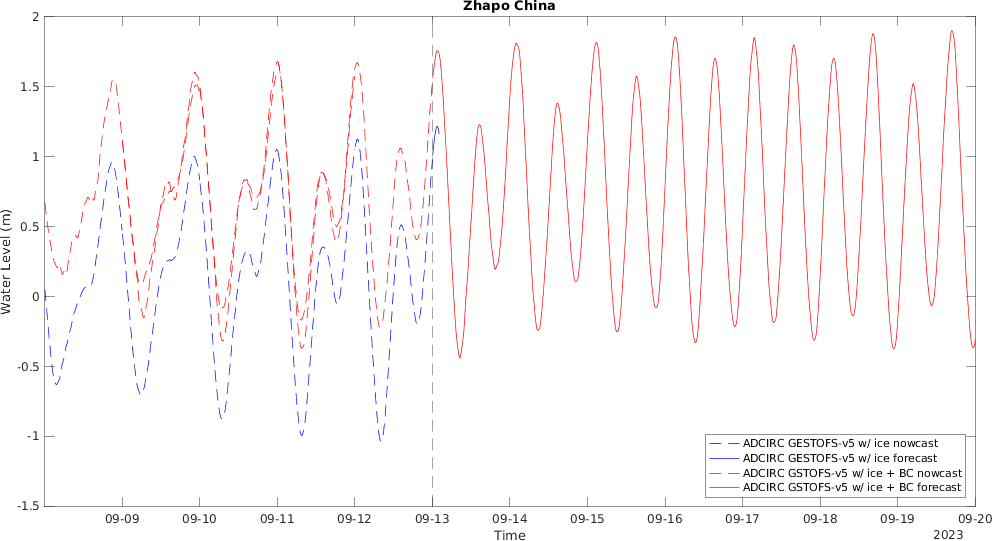 Zhapo China
2
1.5
1
0.5
0
-0.5
-1
-1.5
Water Level (m)
09-09 09-10 09-11 09-12 09-13 09-14 09-15 09-16 09-17 09-18 09-19 09-20
Time
2023
ADCIRC GESTOFS-v5 w/ ice nowcast
ADCIRC GESTOFS-v5 w/ ice forecast
ADCIRC GSTOFS-v5 w/ ice + BC nowcast
ADCIRC GSTOFS-v5 w/ ice + BC forecast